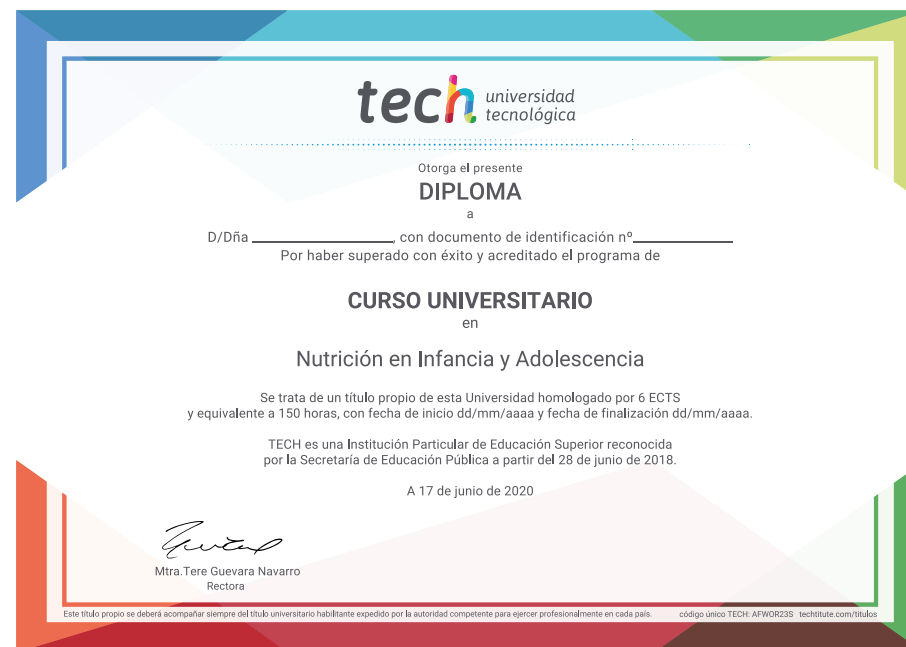 tech universidad
tecnológica
Otorga el presente
DIPLOMA
a
D/Dña ____________________, con documento de identificación nº______________
Por haber superado con éxito y acreditado el programa de
CURSO UNIVERSITARIO
en
Nutrición en Infancia y Adolescencia
Se trata de un título propio de esta Universidad homologado por 6 ECTS
y equivalente a 150 horas, con fecha de inicio dd/mm/aaaa y fecha de finalización dd/mm/aaaa.
TECH es una Institución Particular de Educación Superior reconocida
por la Secretaría de Educación Pública a partir del 28 de junio de 2018.
A 17 de junio de 2020
Mtra.Tere Guevara Navarro
Rectora
Este título propio se deberá acompañar siempre del título universitario habilitante expedido por la autoridad competente para ejercer profesionalmente en cada país. código único TECH: AFWOR23S techtitute.com/titulos